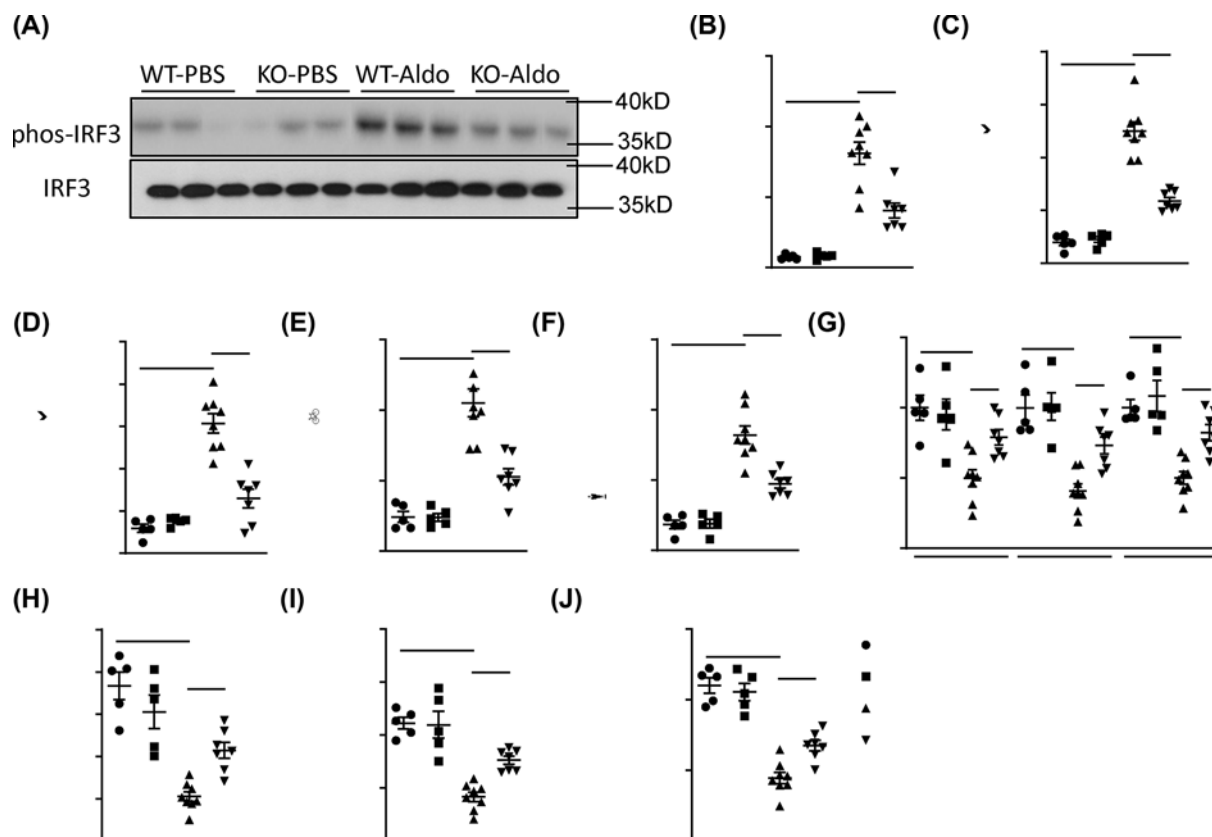 (A)
(B)
(C)
WT-PBS KO-PBS WT-Aldo KO-Aldo
phos-IRF3
40kD
35kD
IRF3
40kD
35kD
(D)
(E)
(F)
(G)
(H)
(I)
(J)